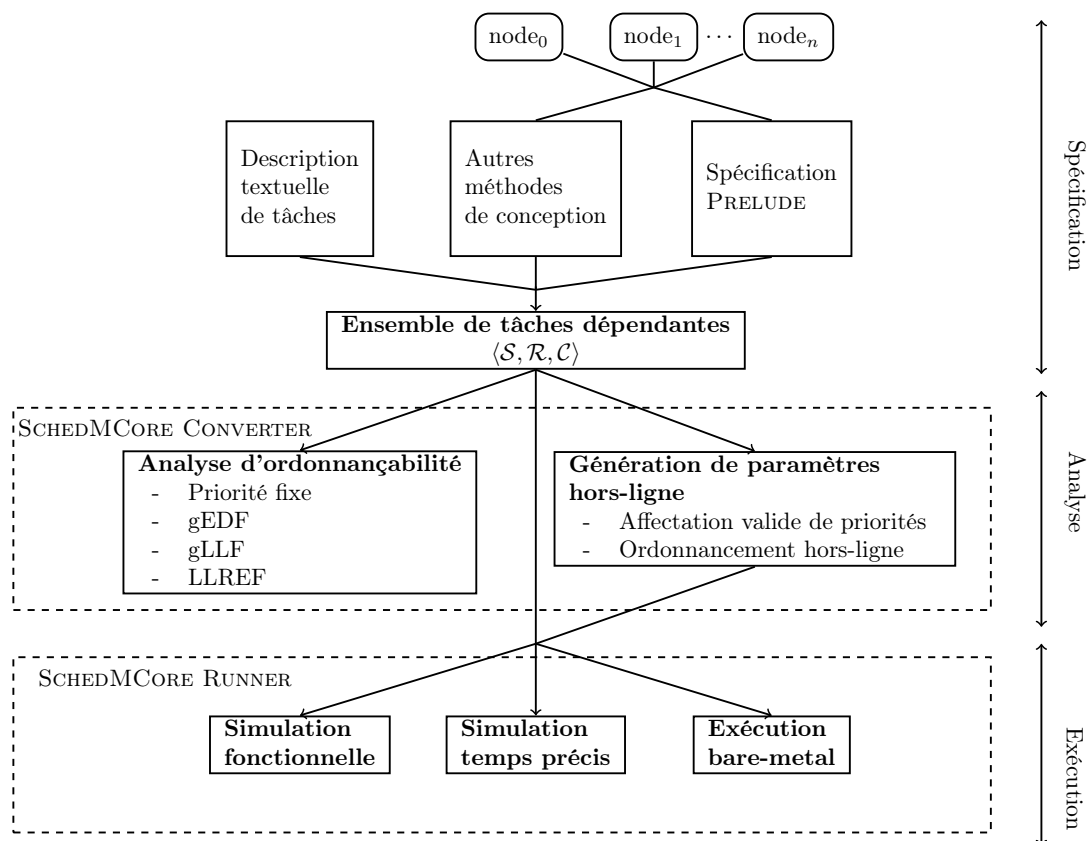 node₀ node₁ ··· nodeₙ
Description
textuelle
de tâches
Autres
méthodes
de conception
Spécification
PRELUDE
Spécification
Ensemble de tâches dépendantes
⟨𝒮, ℛ, 𝒞⟩
SCHEDMCORE CONVERTER
Analyse d'ordonnançabilité
- Priorité fixe
- gEDF
- gLLF
- LLREF
Génération de paramètres
hors-ligne
- Affectation valide de priorités
- Ordonnancement hors-ligne
Analyse
SCHEDMCORE RUNNER
Simulation
fonctionnelle
Simulation
temps précis
Exécution
bare-metal
Exécution